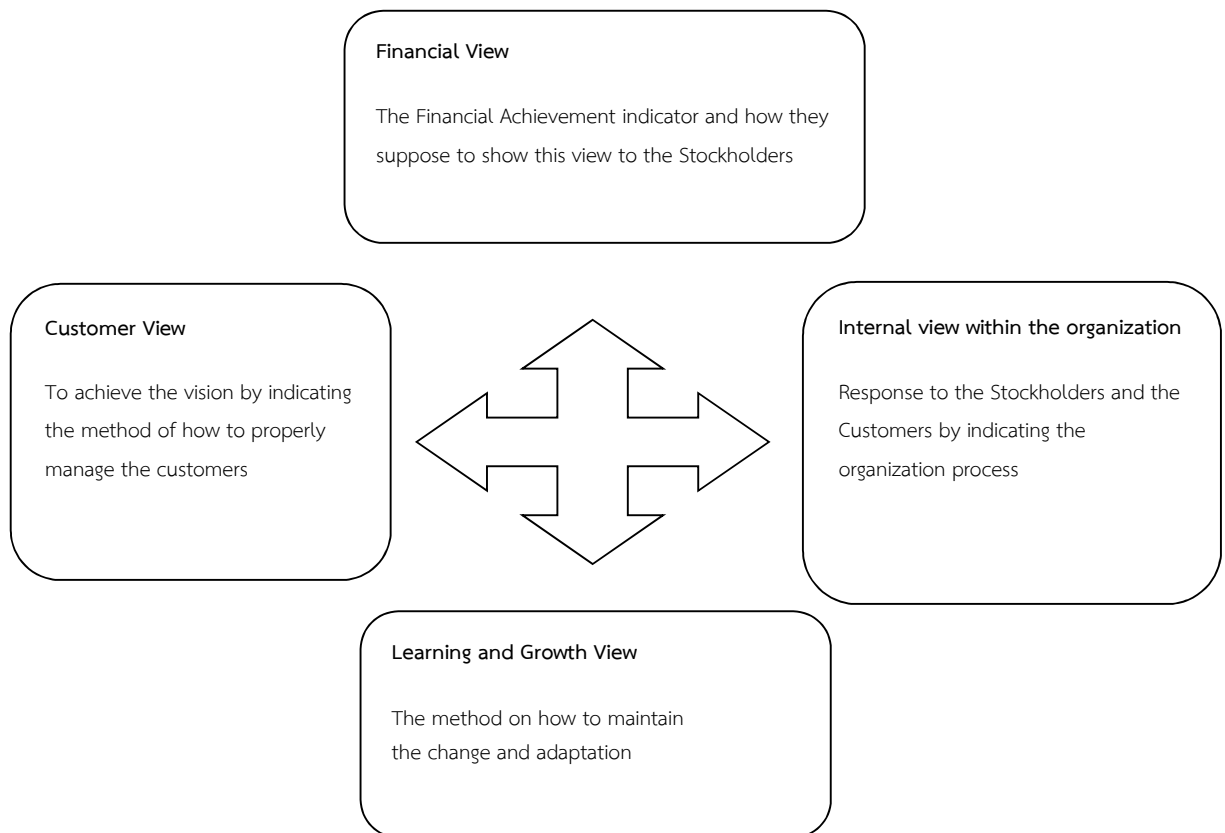 Financial View
The Financial Achievement indicator and how they
suppose to show this view to the Stockholders
Customer View
To achieve the vision by indicating
the method of how to properly
manage the customers
Internal view within the organization
Response to the Stockholders and the
Customers by indicating the
organization process
Learning and Growth View
The method on how to maintain
the change and adaptation